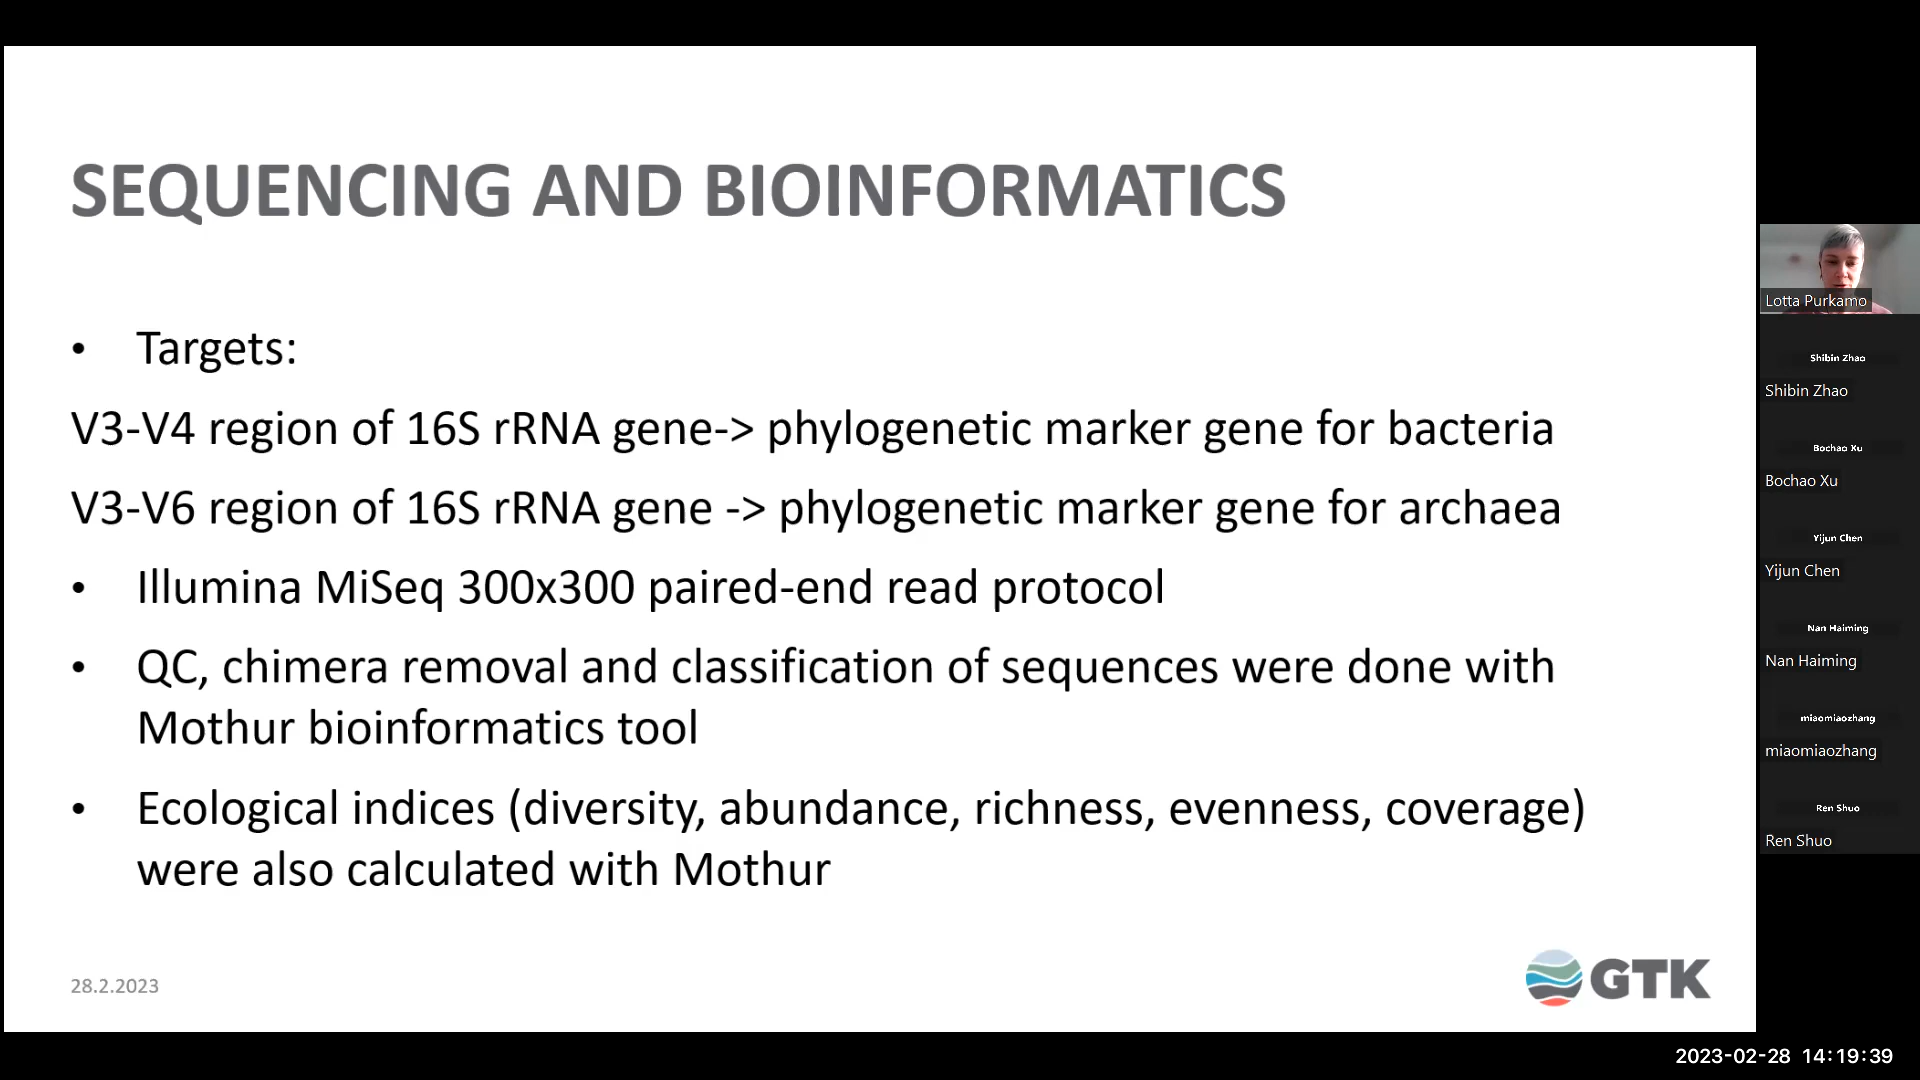 SEQUENCING AND BIOINFORMATICS
• Targets:
V3-V4 region of 16S rRNA gene-> phylogenetic marker gene for bacteria
V3-V6 region of 16S rRNA gene -> phylogenetic marker gene for archaea
• Illumina MiSeq 300x300 paired-end read protocol
• QC, chimera removal and classification of sequences were done with
Mothur bioinformatics tool
• Ecological indices (diversity, abundance, richness, evenness, coverage)
were also calculated with Mothur
28.2.2023
GTK
Lotta Purkamo
Shibin Zhao
Shibin Zhao
Bochao Xu
Bochao Xu
Yijun Chen
Yijun Chen
Nan Haiming
Nan Haiming
miaomiaozhang
miaomiaozhang
Ren Shuo
Ren Shuo
2023-02-28 14:19:39